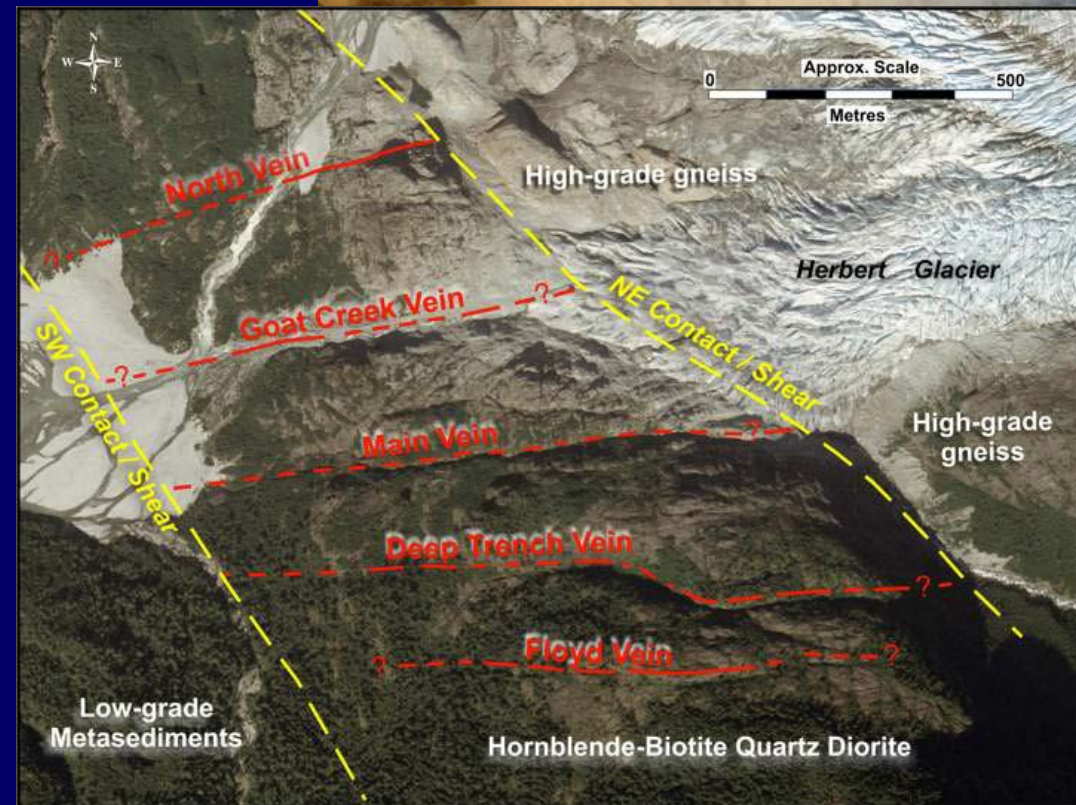 N
W E
S
Approx. Scale
0 500
Metres
North Vein
High-grade gneiss
?
Herbert Glacier
Goat Creek Vein
?
NE Contact / Shear
SW Contact / Shear
?
High-grade
gneiss
Main Vein
?
Deep Trench Vein
?
Floyd Vein
?
?
Low-grade
Metasediments
Hornblende-Biotite Quartz Diorite